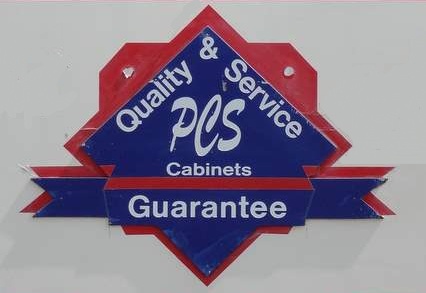 Quality & Service
PCS
Cabinets
Guarantee